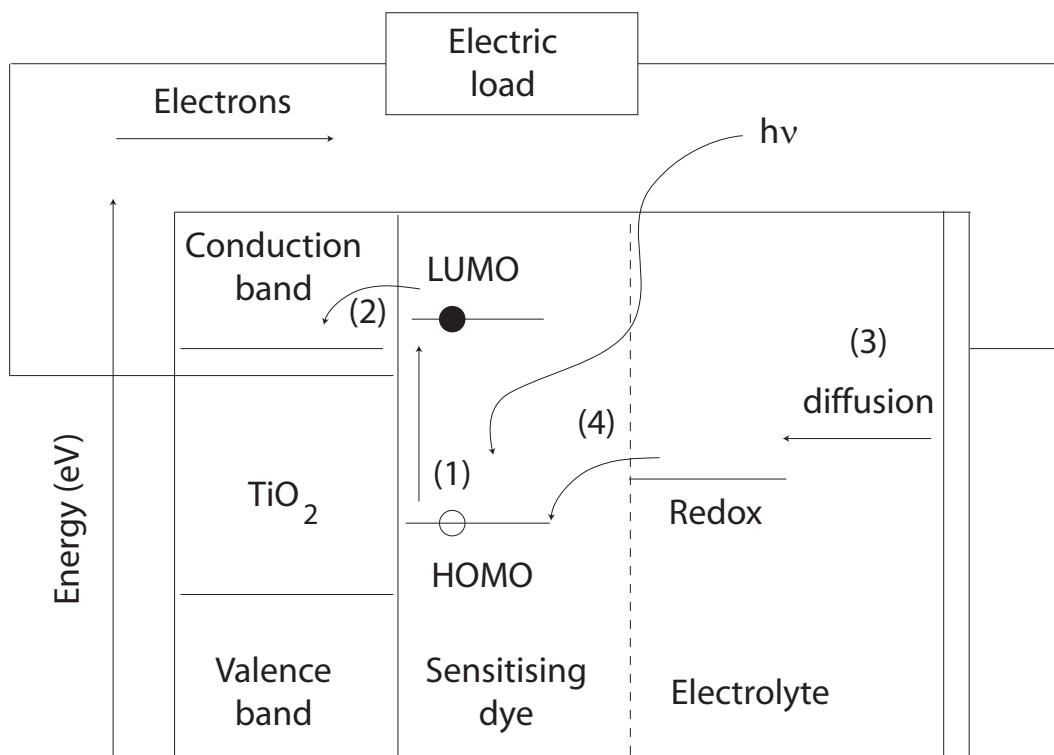 Electric
load
Electrons
hν
Conduction
band
LUMO
(2)
(3)
diffusion
(4)
(1)
TiO2
Redox
HOMO
Energy (eV)
Valence
band
Sensitising
dye
Electrolyte